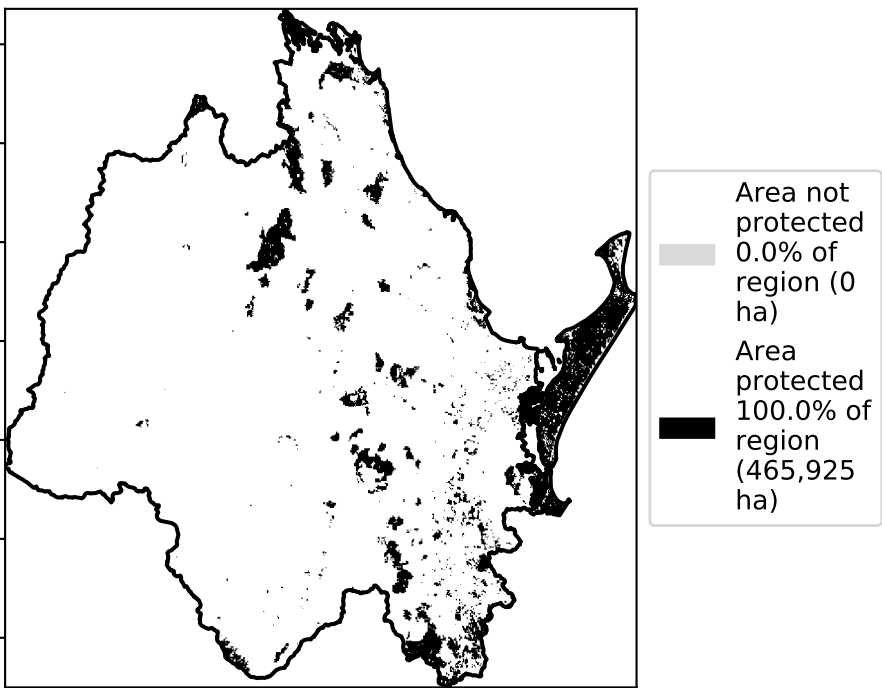 Area not
protected
0.0% of
region (0
ha)
Area
protected
100.0% of
region
(465,925
ha)